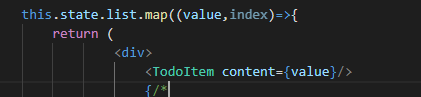 this.state.list.map((value,index)=>{
return (
<div>
<TodoItem content={value}/>
{/*